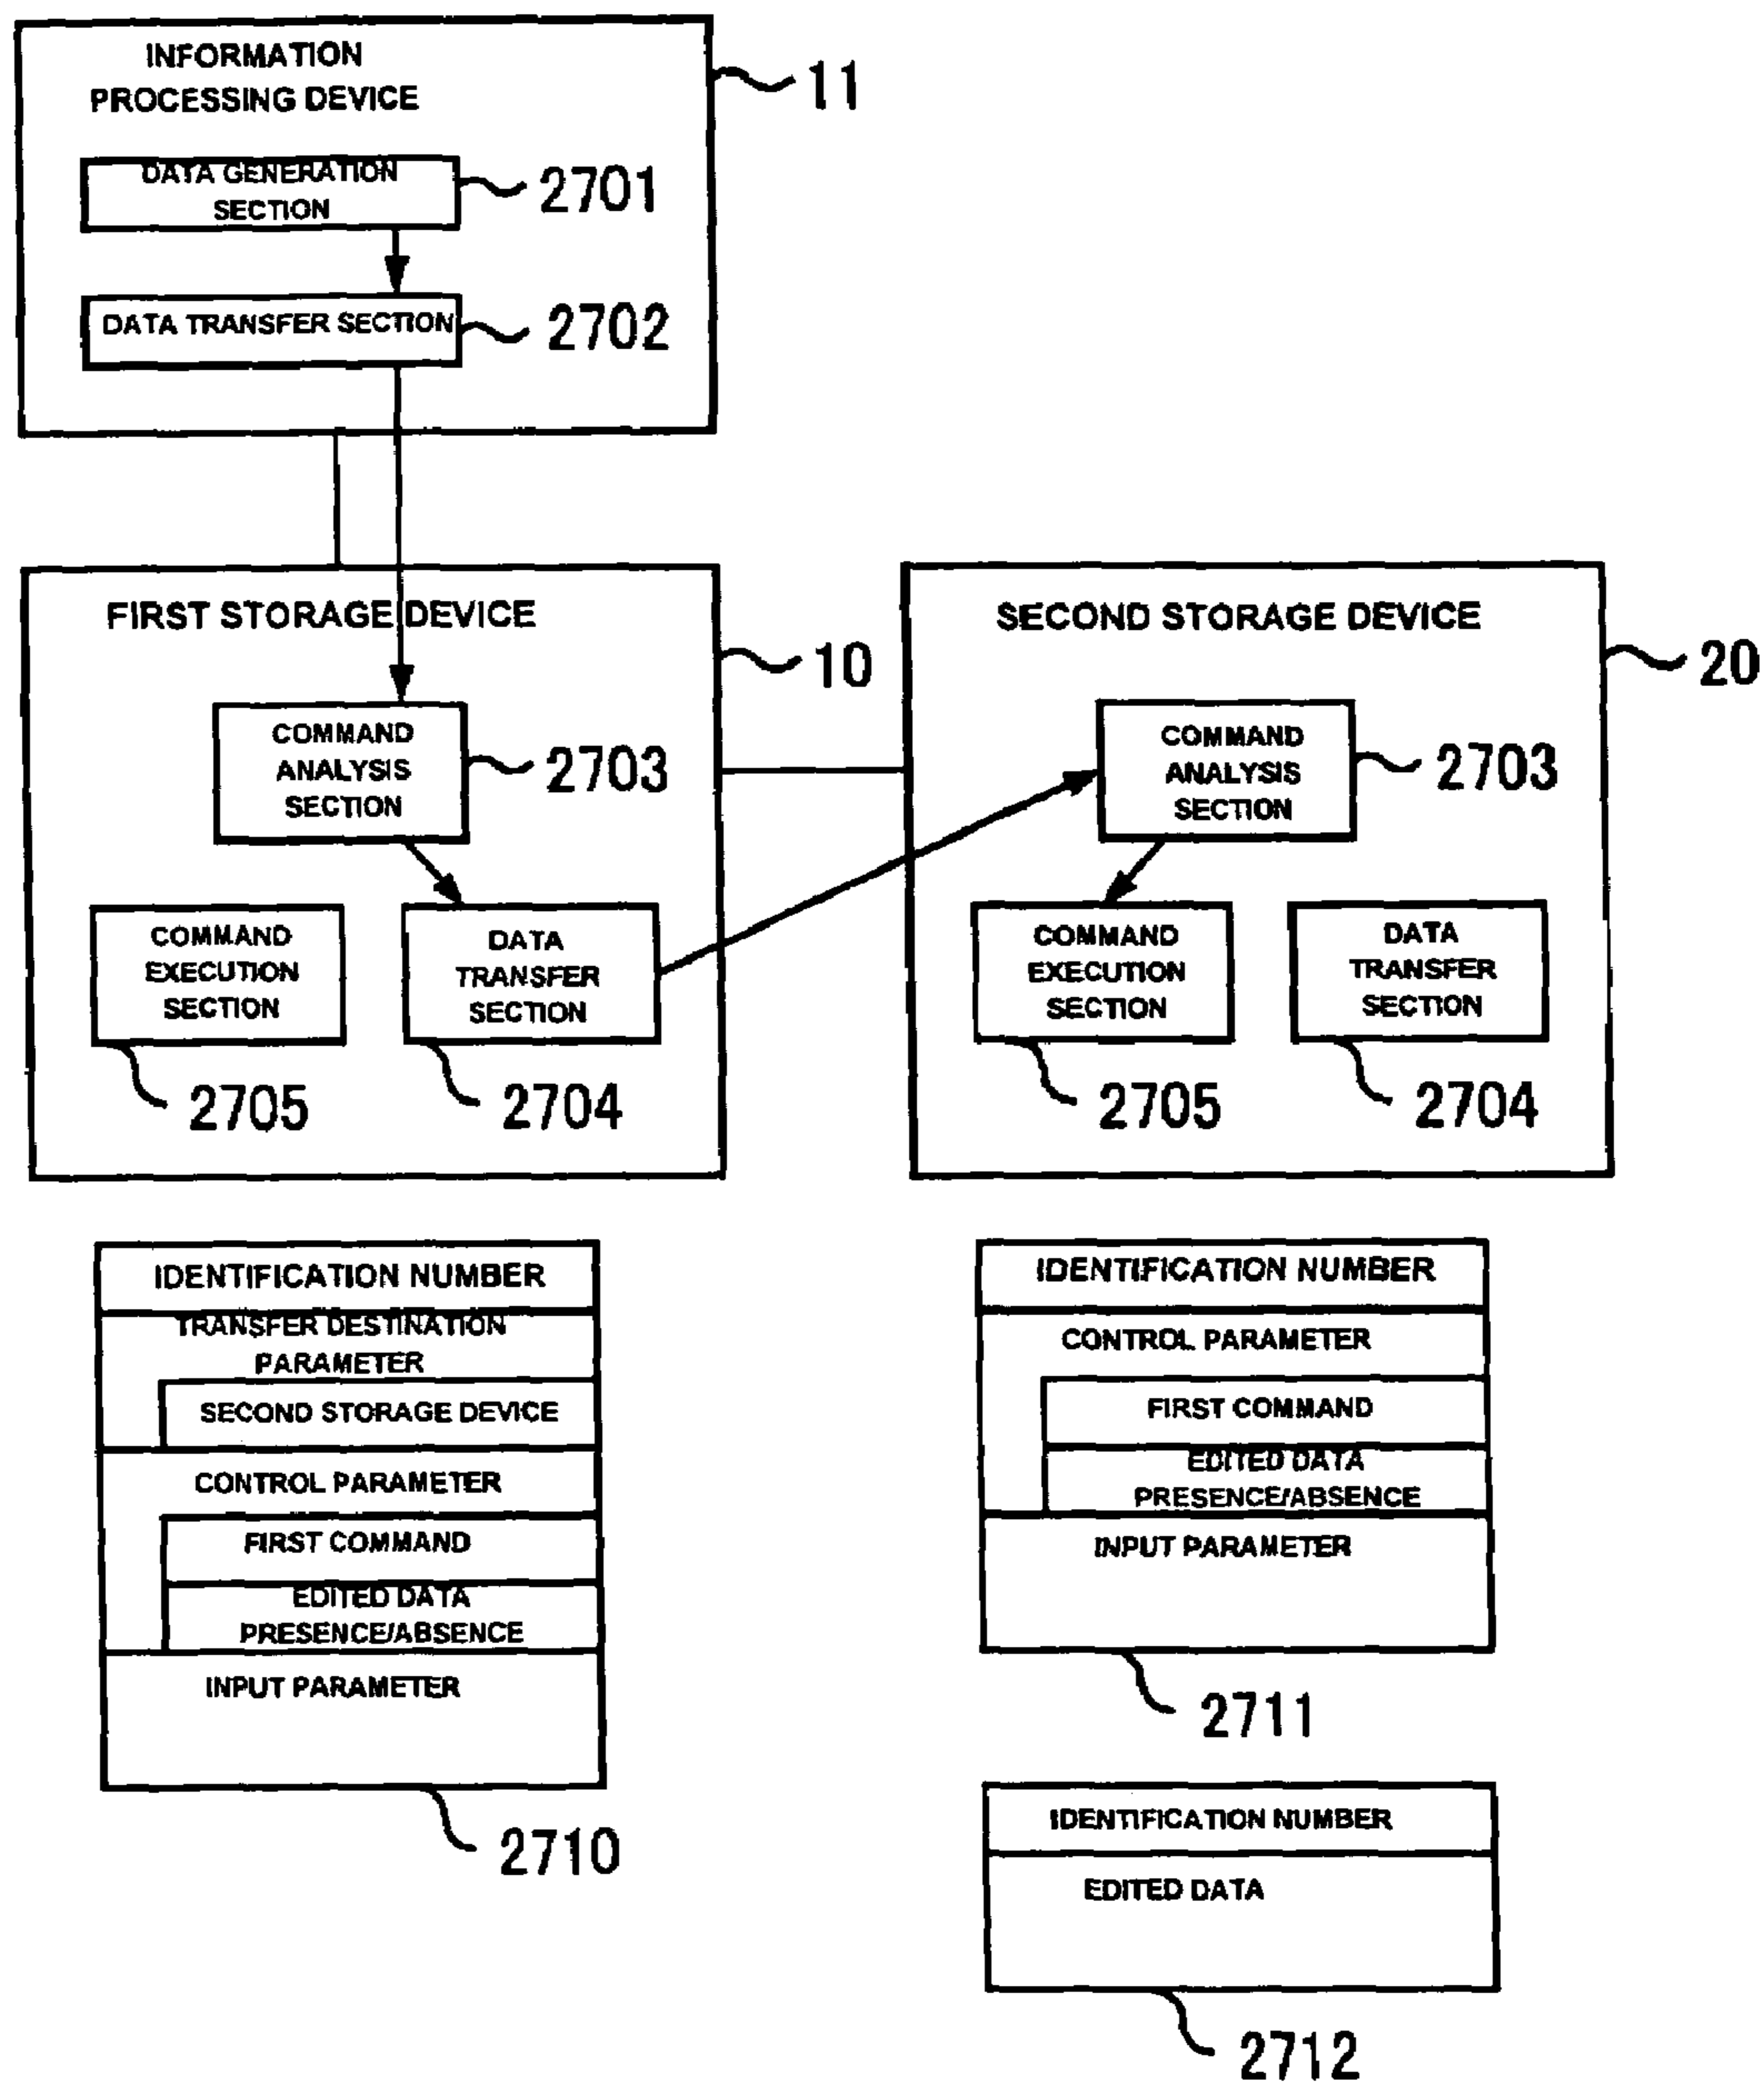 INFORMATION
PROCESSING DEVICE
11
DATA GENERATION
SECTION
2701
DATA TRANSFER SECTION
2702
FIRST STORAGE DEVICE
10
COMMAND
ANALYSIS
SECTION
2703
COMMAND
EXECUTION
SECTION
2705
DATA
TRANSFER
SECTION
2704
SECOND STORAGE DEVICE
20
COMMAND
ANALYSIS
SECTION
2703
COMMAND
EXECUTION
SECTION
2705
DATA
TRANSFER
SECTION
2704
IDENTIFICATION NUMBER
TRANSFER DESTINATION
PARAMETER
SECOND STORAGE DEVICE
CONTROL PARAMETER
FIRST COMMAND
EDITED DATA
PRESENCE/ABSENCE
INPUT PARAMETER
2710
IDENTIFICATION NUMBER
CONTROL PARAMETER
FIRST COMMAND
EDITED DATA
PRESENCE/ABSENCE
INPUT PARAMETER
2711
IDENTIFICATION NUMBER
EDITED DATA
2712